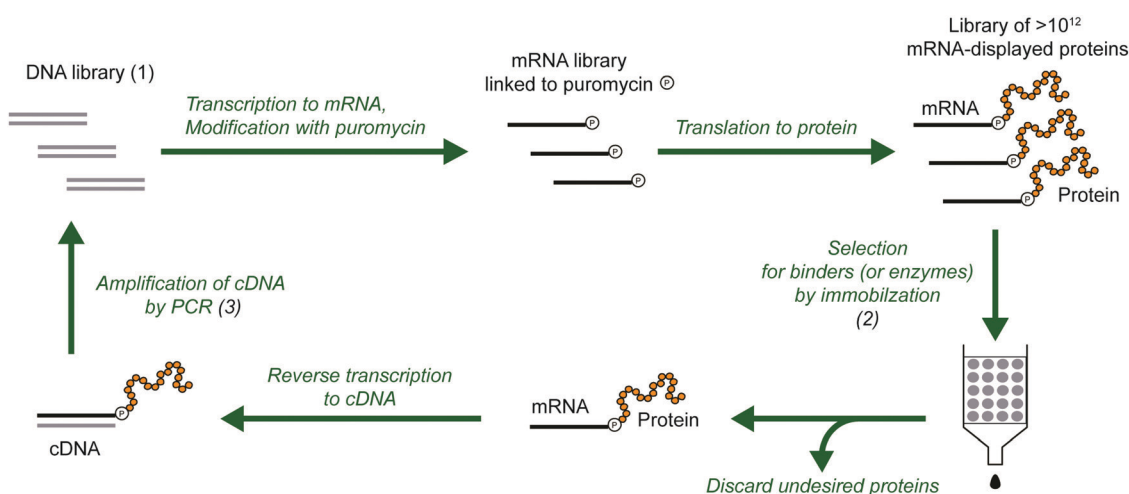 DNA library (1)
Transcription to mRNA,
Modification with puromycin
mRNA library
linked to puromycin Ⓟ
P
P
P
Translation to protein
Library of >10¹²
mRNA-displayed proteins
mRNA
P
P
P
Protein
Selection
for binders (or enzymes)
by immobilzation
(2)
Discard undesired proteins
mRNA
P
Protein
Reverse transcription
to cDNA
P
cDNA
Amplification of cDNA
by PCR (3)